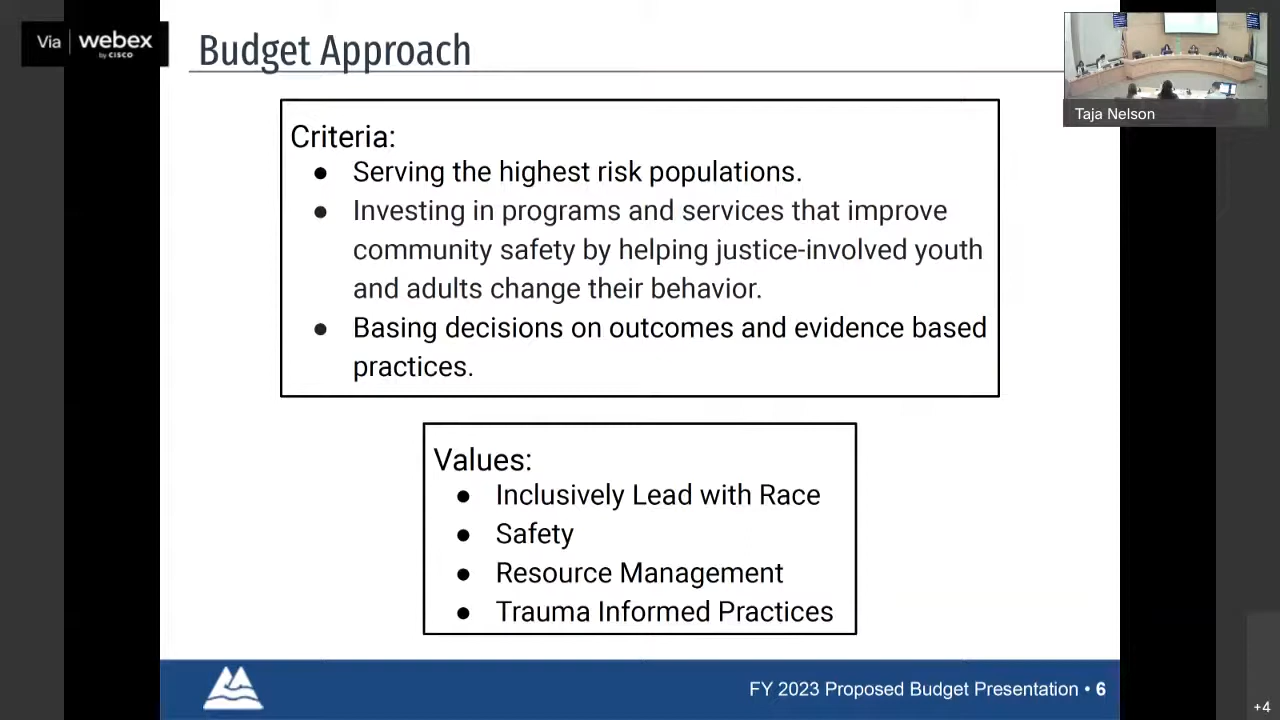 Via webex
by CISCO
Budget Approach
Taja Nelson
Criteria:
● Serving the highest risk populations.
● Investing in programs and services that improve
community safety by helping justice-involved youth
and adults change their behavior.
● Basing decisions on outcomes and evidence based
practices.
Values:
● Inclusively Lead with Race
● Safety
● Resource Management
● Trauma Informed Practices
FY 2023 Proposed Budget Presentation • 6
+4